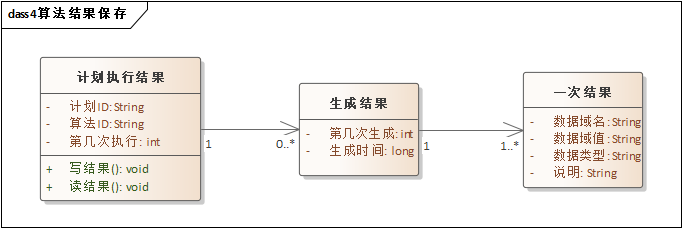 class4算法结果保存
计划执行结果
- 计划ID: String
- 算法ID: String
- 第几次执行: int
+ 写结果(): void
+ 读结果(): void
1
0..*
生成结果
- 第几次生成: int
- 生成时间: long
1
1..*
一次结果
- 数据域名: String
- 数据域值: String
- 数据类型: String
- 说明: String